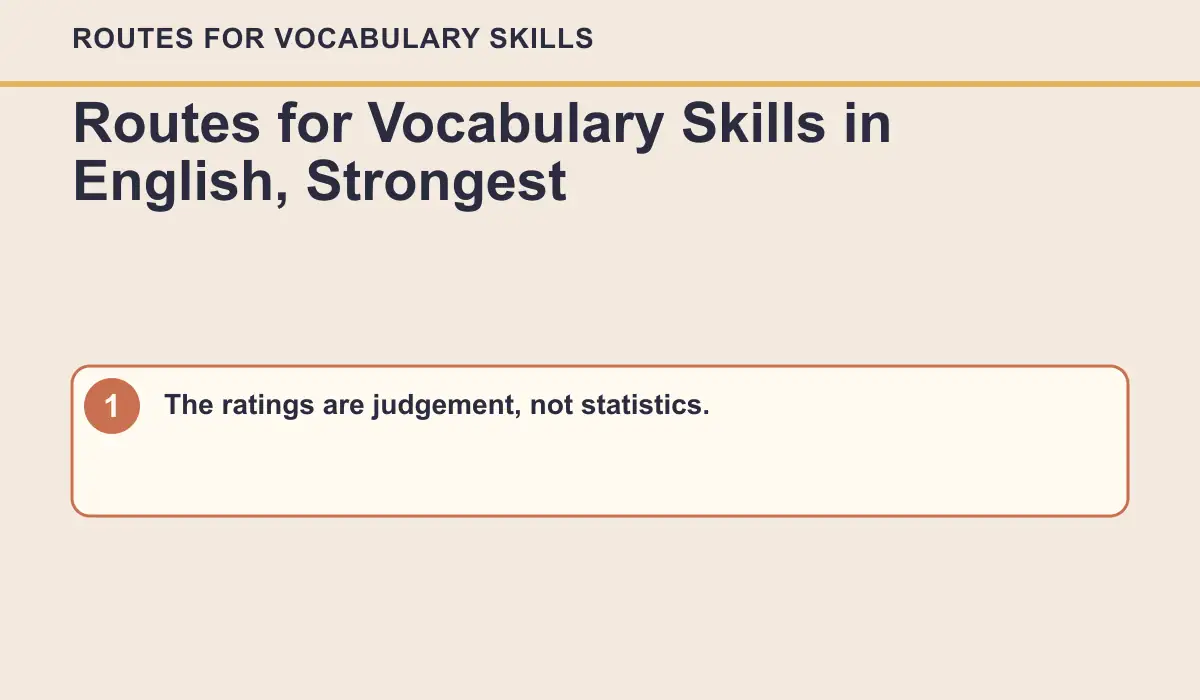 ROUTES FOR VOCABULARY SKILLS
Routes for Vocabulary Skills in
English, Strongest
1 The ratings are judgement, not statistics.